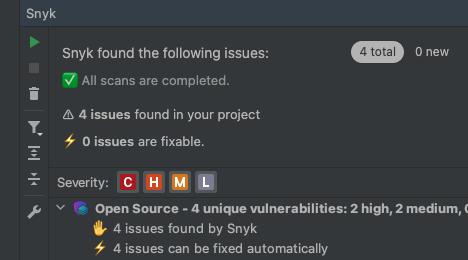 Snyk
Snyk found the following issues: 4 total 0 new
✅ All scans are completed.
⚠ 4 issues found in your project
⚡ 0 issues are fixable.
Severity: C H M L
Open Source - 4 unique vulnerabilities: 2 high, 2 medium,
✋ 4 issues found by Snyk
⚡ 4 issues can be fixed automatically